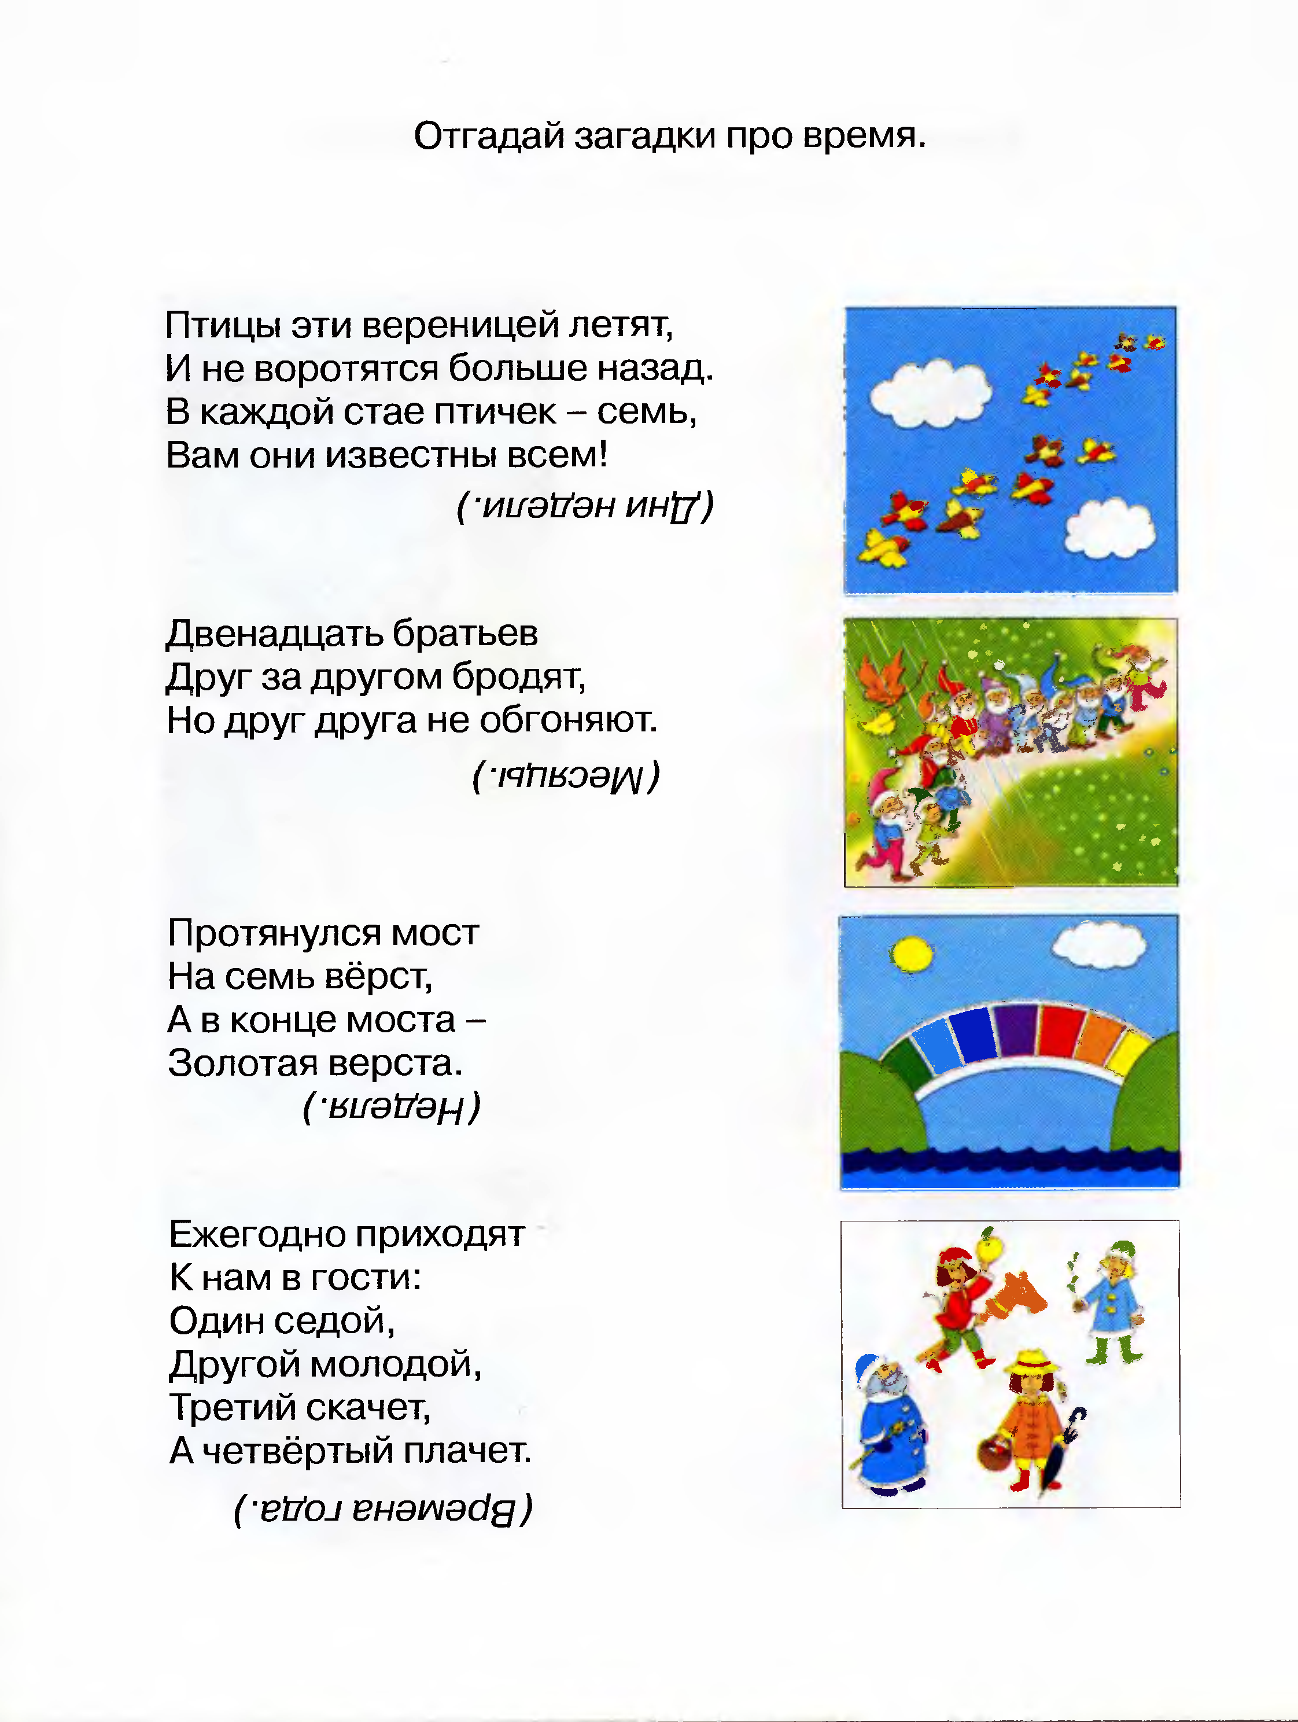 Отгадай загадки про время.
Птицы эти вереницей летят,
И не воротятся больше назад.
В каждой стае птичек – семь,
Вам они известны всем!
(Дни недели.)
Двенадцать братьев
Друг за другом бродят,
Но друг друга не обгоняют.
(Месяцы.)
Протянулся мост
На семь вёрст,
А в конце моста –
Золотая верста.
(Неделя.)
Ежегодно приходят
К нам в гости:
Один седой,
Другой молодой,
Третий скачет,
А четвёртый плачет.
(Времена года.)